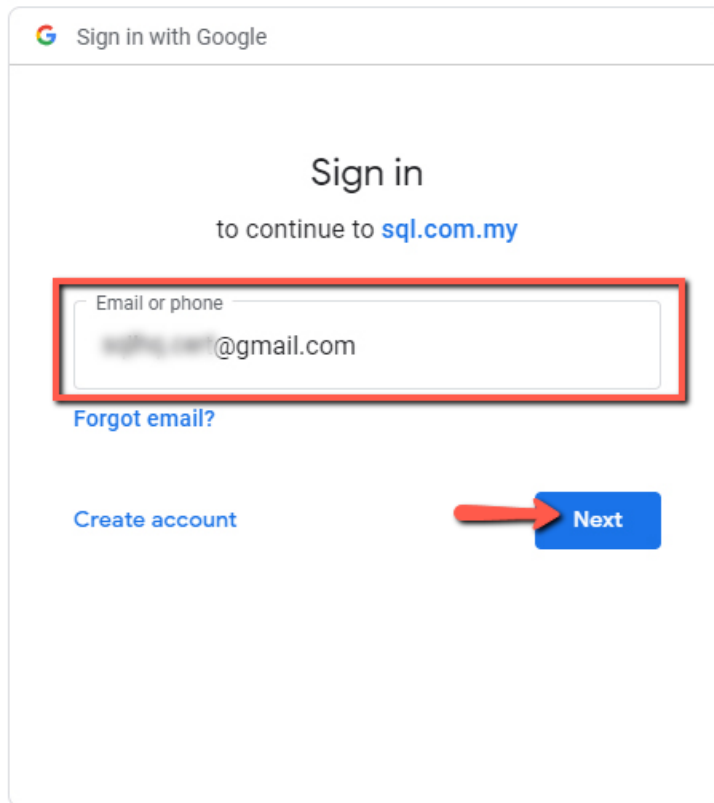 Sign in with Google
Sign in
to continue to sql.com.my
Email or phone
@gmail.com
Forgot email?
Create account
Next